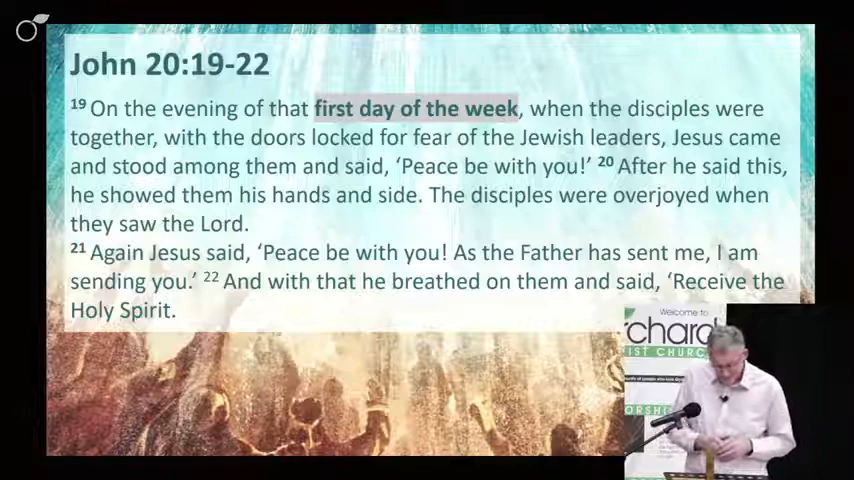 John 20:19-22
19 On the evening of that first day of the week, when the disciples were
together, with the doors locked for fear of the Jewish leaders, Jesus came
and stood among them and said, ‘Peace be with you!’ 20 After he said this,
he showed them his hands and side. The disciples were overjoyed when
they saw the Lord.
21 Again Jesus said, ‘Peace be with you! As the Father has sent me, I am
sending you.’ 22 And with that he breathed on them and said, ‘Receive the
Holy Spirit.
Welcome to
rchard
IST CHURC
ORSHI